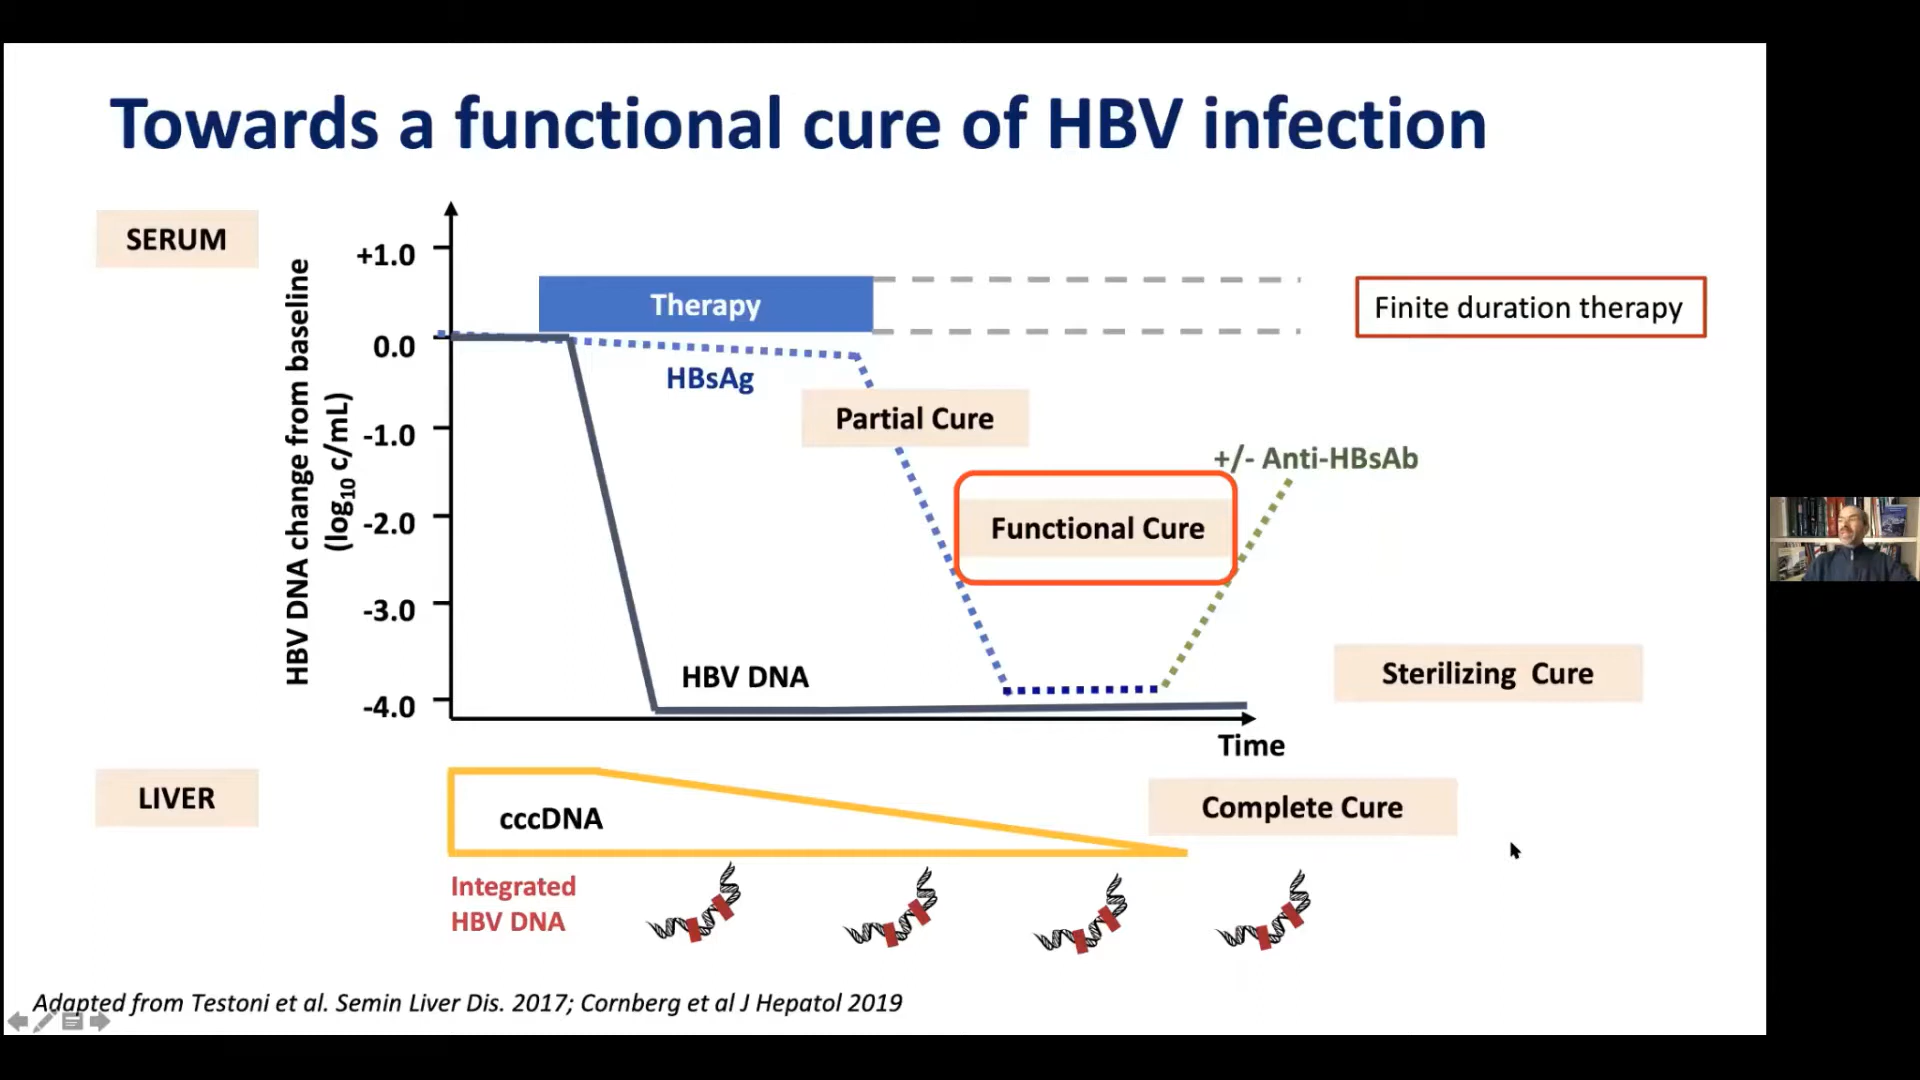 Towards a functional cure of HBV infection
SERUM
HBV DNA change from baseline
(log10 c/mL)
+1.0
0.0
-1.0
-2.0
-3.0
-4.0
Therapy
Finite duration therapy
HBsAg
Partial Cure
+/- Anti-HBsAb
Functional Cure
HBV DNA
Sterilizing Cure
Time
LIVER
cccDNA
Complete Cure
Integrated
HBV DNA
Adapted from Testoni et al. Semin Liver Dis. 2017; Cornberg et al J Hepatol 2019